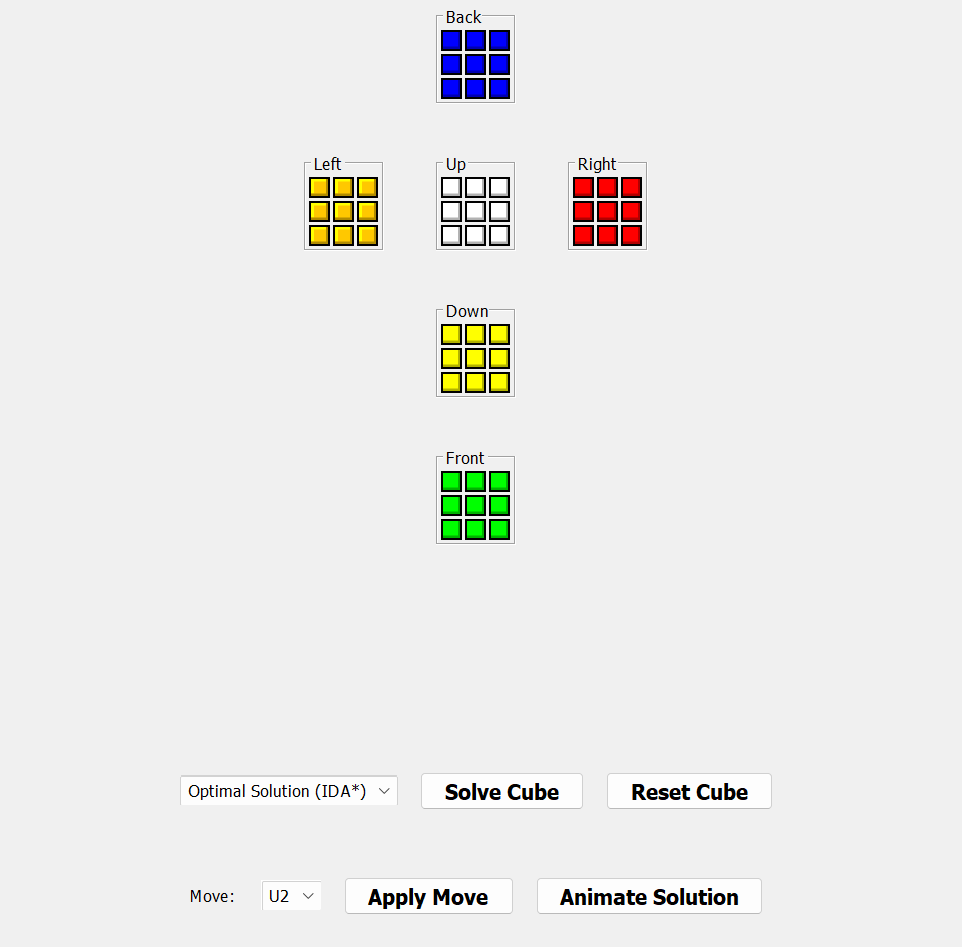 Back
Left Up Right
Down
Front
Optimal Solution (IDA*) Solve Cube Reset Cube
Move: U2 Apply Move Animate Solution